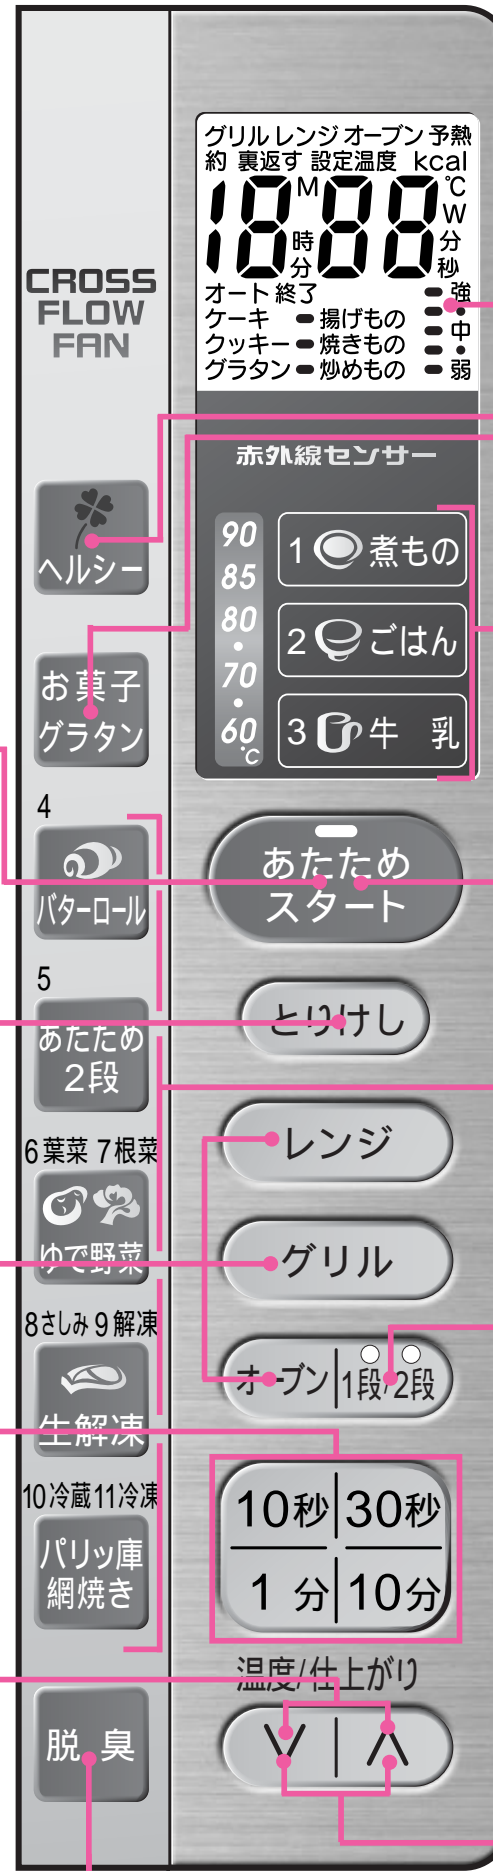 CROSS
FLOW
FAN
グリル レンジ オーブン 予熱
約 裏返す 設定温度 kcal
18:88
M
℃
W
時
分
分
秒
オート 終了
強
ケーキ 揚げもの
クッキー 焼きもの
中
グラタン 炒めもの
弱
赤外線センサー
90
85
80
・
70
・
60
℃
1 煮もの
2 ごはん
3 牛 乳
ヘルシー
お菓子
グラタン
4
バターロール
5
あたため
2段
6葉菜 7根菜
ゆで野菜
8さしみ 9解凍
生解凍
10冷蔵11冷凍
パリッ庫
網焼き
脱 臭
あたため
スタート
とりけし
レンジ
グリル
オーブン 1段/2段
10秒 30秒
1 分 10分
温度/仕上がり
∨ ∧